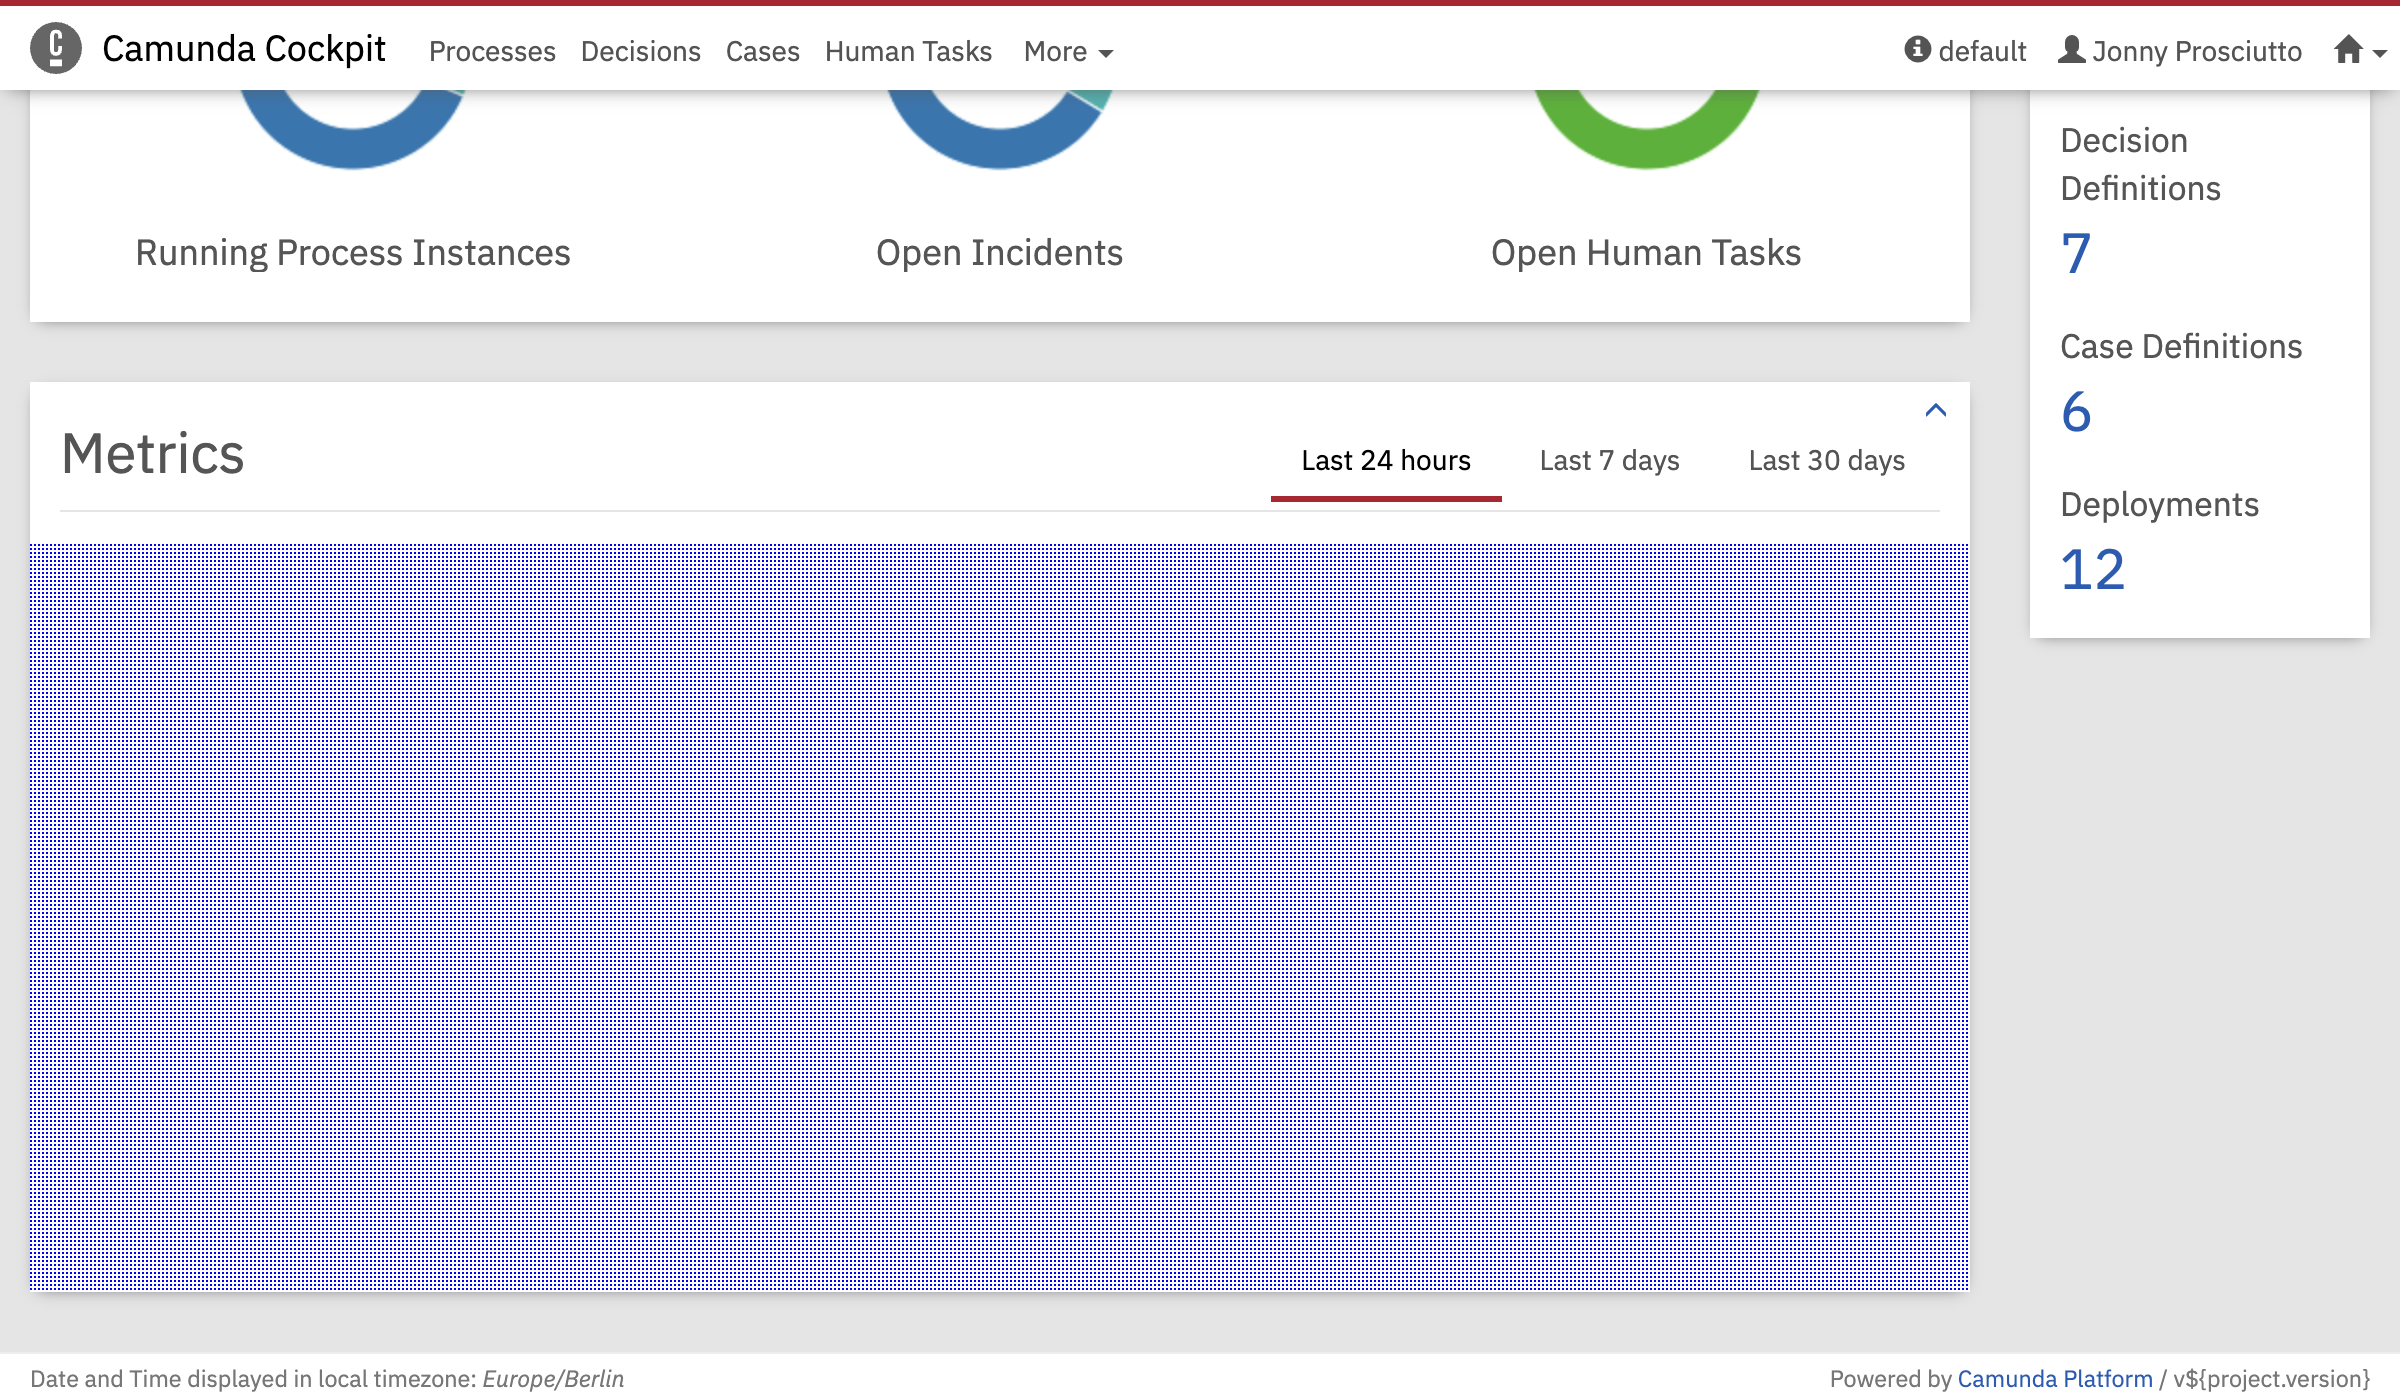 Camunda Cockpit Processes Decisions Cases Human Tasks More default Jonny Prosciutto
Running Process Instances
Open Incidents
Open Human Tasks
Metrics
Last 24 hours Last 7 days Last 30 days
Decision
Definitions
7
Case Definitions
6
Deployments
12
Date and Time displayed in local timezone: Europe/Berlin
Powered by Camunda Platform / v${project.version}